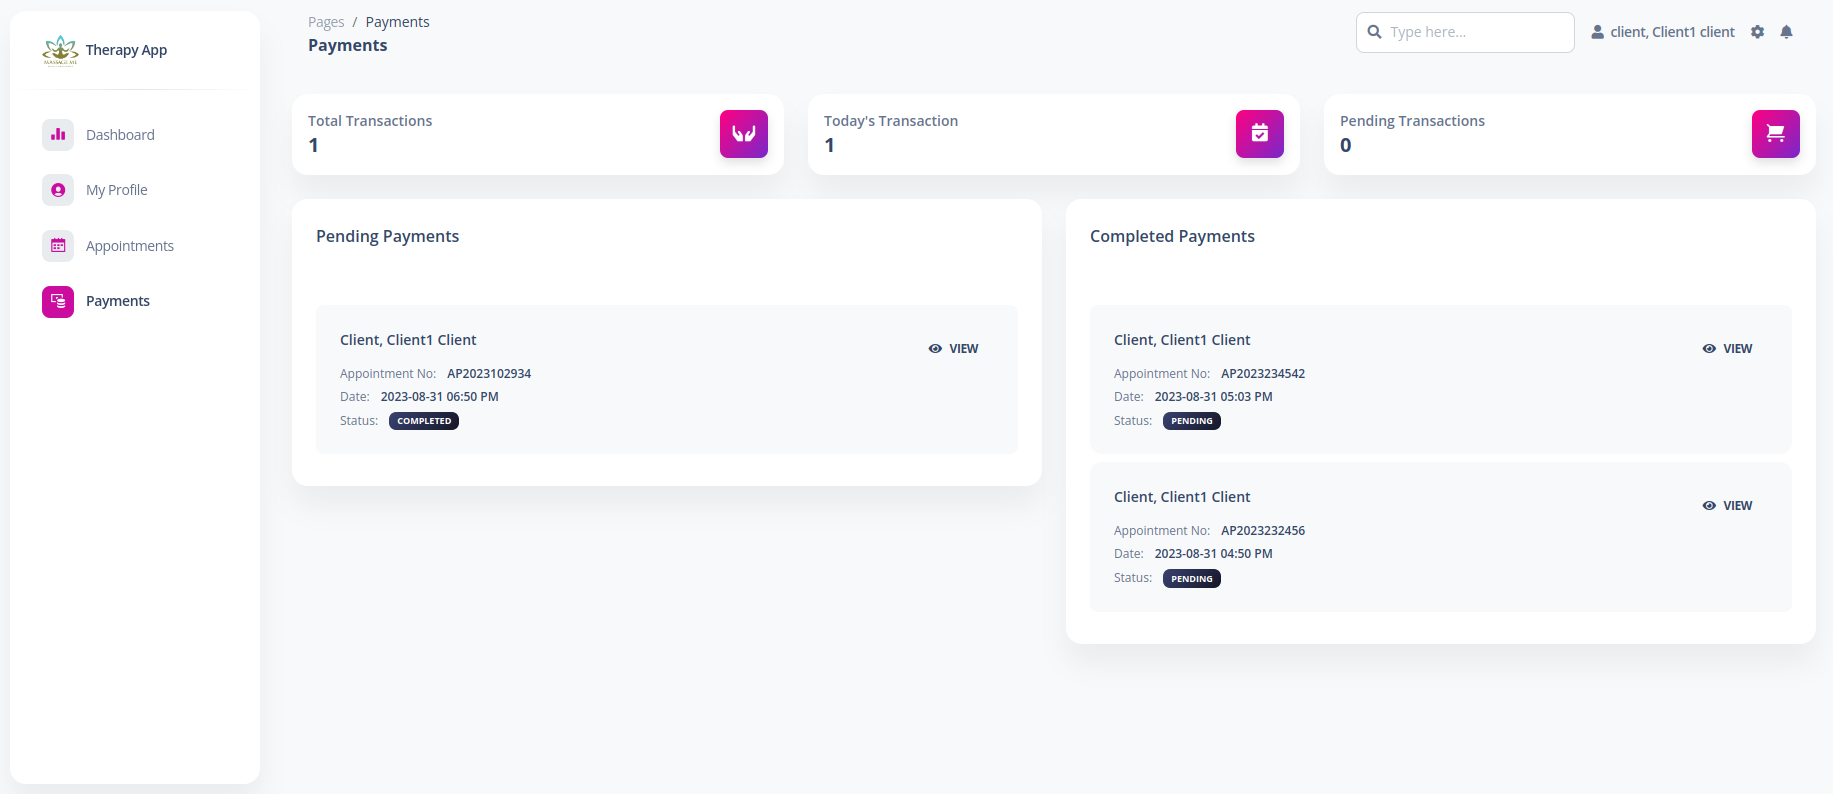 MASSAGE ME
Therapy App
Dashboard
My Profile
Appointments
Payments
Pages / Payments
Payments
Type here...
client, Client1 client
Total Transactions
1
Today's Transaction
1
Pending Transactions
0
Pending Payments
Client, Client1 Client
VIEW
Appointment No: AP2023102934
Date: 2023-08-31 06:50 PM
Status: COMPLETED
Completed Payments
Client, Client1 Client
VIEW
Appointment No: AP2023234542
Date: 2023-08-31 05:03 PM
Status: PENDING
Client, Client1 Client
VIEW
Appointment No: AP2023232456
Date: 2023-08-31 04:50 PM
Status: PENDING